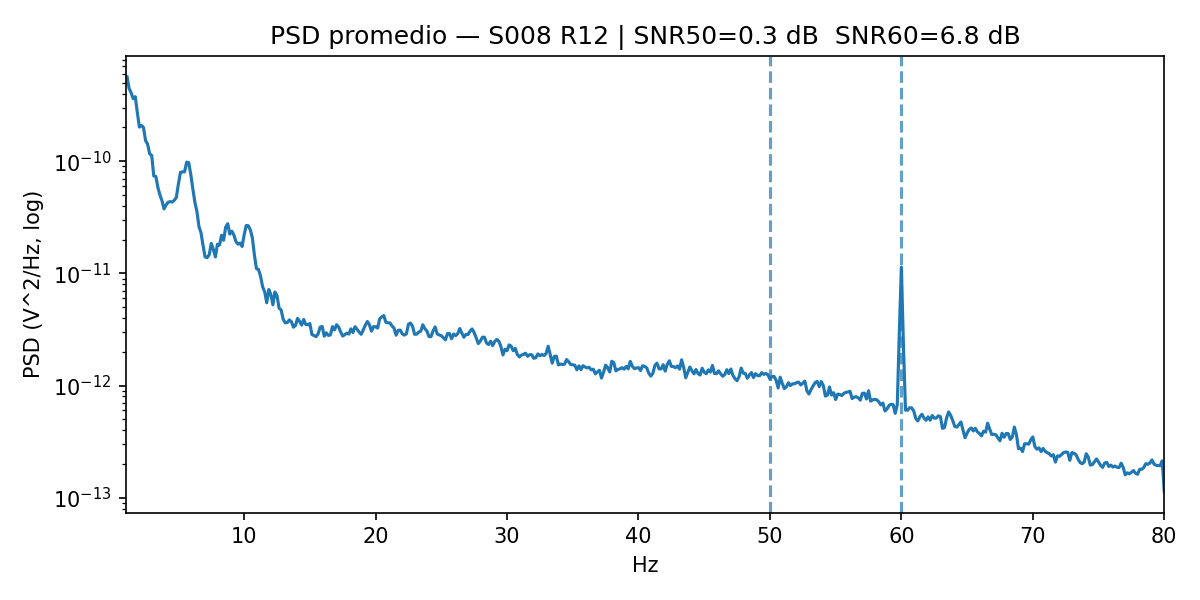 PSD promedio — S008 R12 | SNR50=0.3 dB  SNR60=6.8 dB
PSD (V^2/Hz, log)
10⁻¹⁰
10⁻¹¹
10⁻¹²
10⁻¹³
10 20 30 40 50 60 70 80
Hz